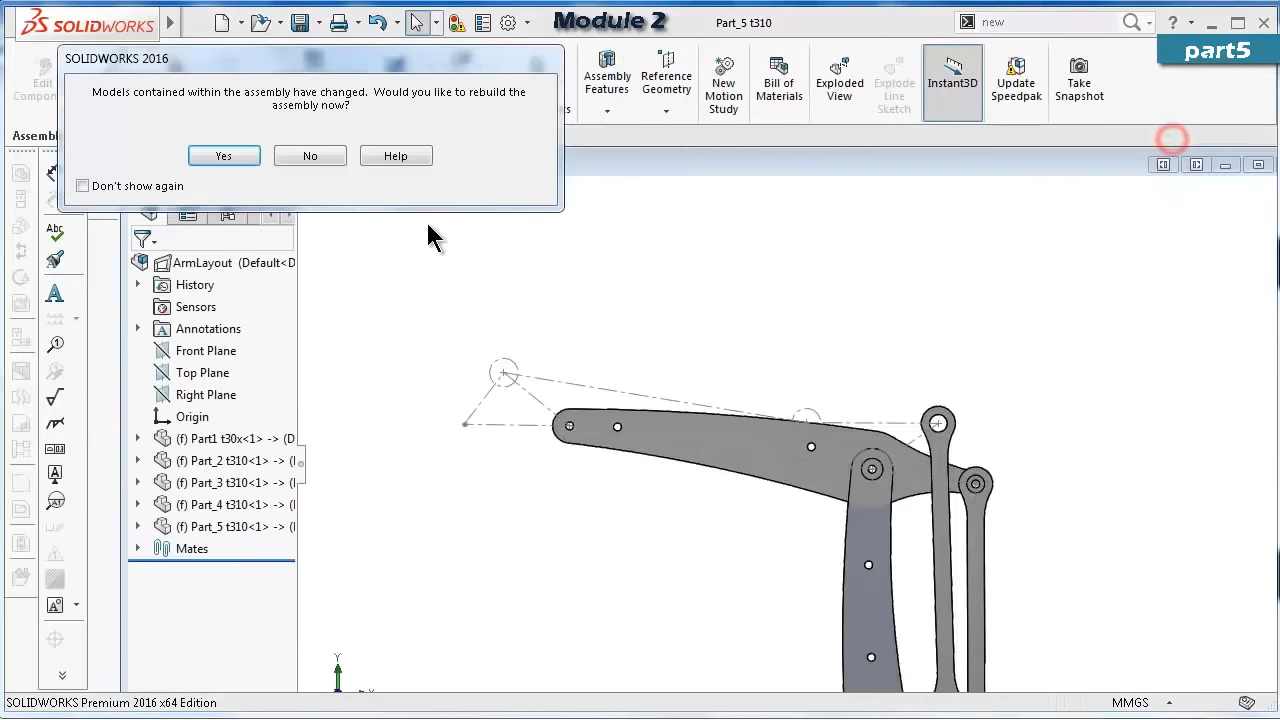 SOLIDWORKS
Module 2
Part_5 t310
new
part5
SOLIDWORKS 2016
Models contained within the assembly have changed. Would you like to rebuild the
assembly now?
Yes
No
Help
Don't show again
Edit
Compon
Assembly
Features
Reference
Geometry
New
Motion
Study
Bill of
Materials
Exploded
View
Explode
Line
Sketch
Instant3D
Update
Speedpak
Take
Snapshot
Assembl
Abc
ArmLayout (Default<D
History
Sensors
Annotations
Front Plane
Top Plane
Right Plane
Origin
(f) Part1 t30x<1> -> (D
(f) Part_2 t310<1> -> (I
(f) Part_3 t310<1> -> (I
(f) Part_4 t310<1> -> (I
(f) Part_5 t310<1> -> (I
Mates
Y
SOLIDWORKS Premium 2016 x64 Edition
MMGS